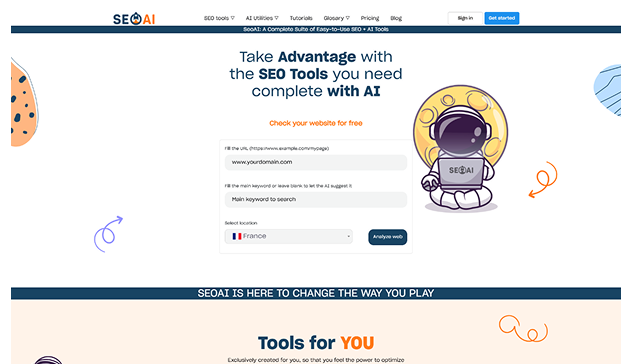 SEOAI
SEO tools ▽ AI Utilities ▽ Tutorials Glosary ▽ Pricing Blog Sign in Get started
SeoAI: A Complete Suite of Easy-to-Use SEO + AI Tools
Take Advantage with
the SEO Tools you need
complete with AI
Check your website for free
Fill the URL (https://www.example.com/mypage)
www.yourdomain.com
Fill the main keyword or leave blank to let the AI suggest it
Main keyword to search
Select location
France Analyze web
SEOAI
SEOAI IS HERE TO CHANGE THE WAY YOU PLAY
Tools for YOU
Exclusively created for you, so that you feel the power to optimize